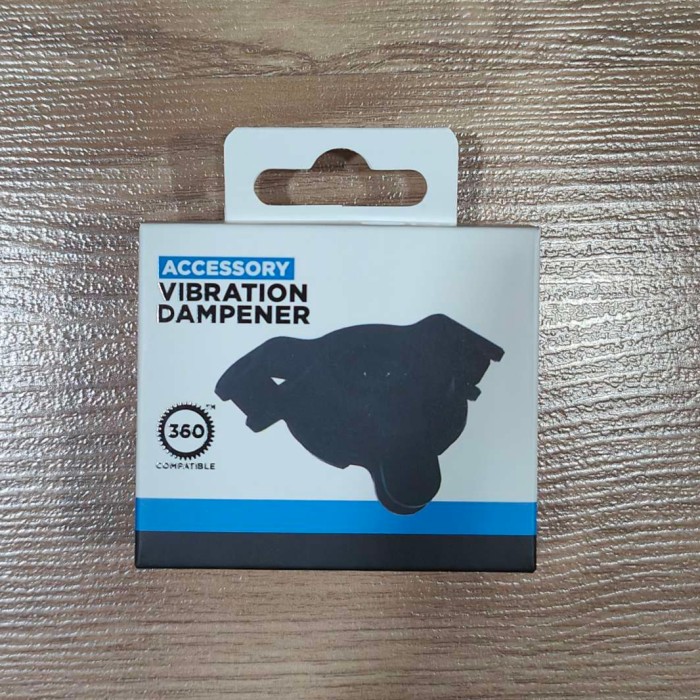 ACCESSORY
VIBRATION
DAMPENER
360
TM
COMPATIBLE